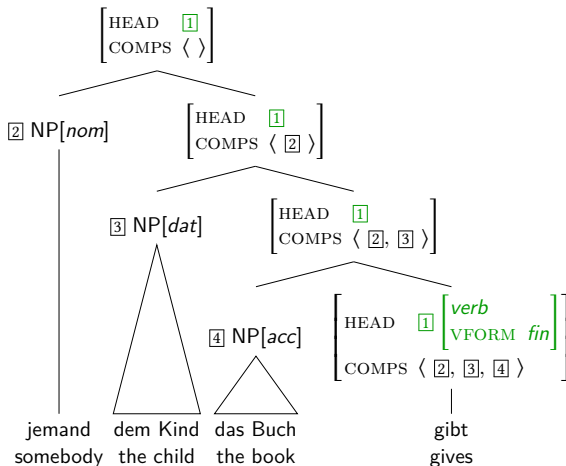 HEAD 1
COMPS ⟨ ⟩
2 NP[nom]
HEAD 1
COMPS ⟨ 2 ⟩
3 NP[dat]
HEAD 1
COMPS ⟨ 2, 3 ⟩
4 NP[acc]
HEAD 1 verb
VFORM fin
COMPS ⟨ 2, 3, 4 ⟩
jemand dem Kind das Buch gibt
somebody the child the book gives